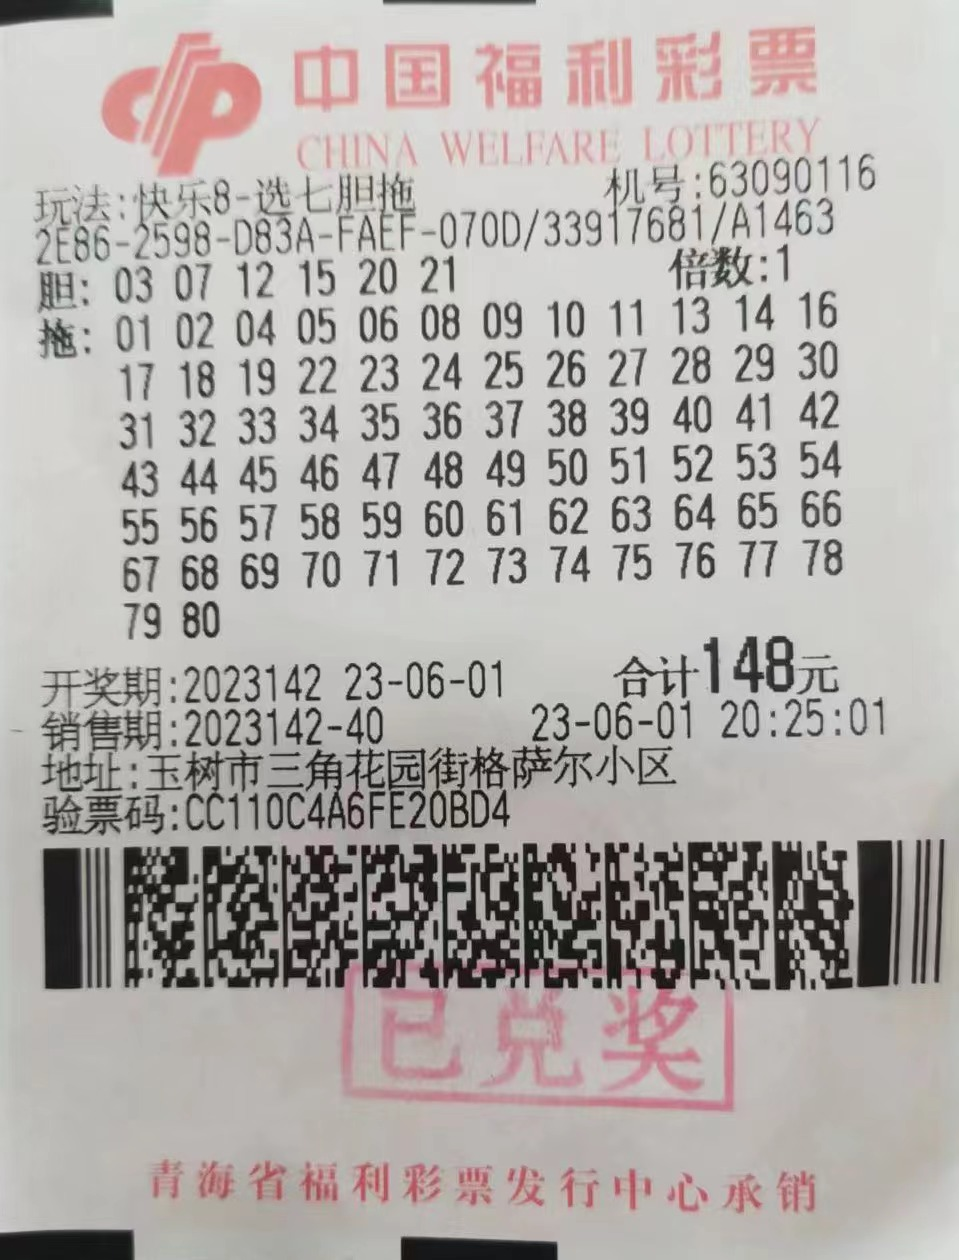 中国福利彩票
CHINA WELFARE LOTTERY
玩法:快乐8-选七胆拖 机号:63090116
2E86-2598-D83A-FAEF-070D/33917681/A1463
胆: 03 07 12 15 20 21 倍数:1
拖: 01 02 04 05 06 08 09 10 11 13 14 16
17 18 19 22 23 24 25 26 27 28 29 30
31 32 33 34 35 36 37 38 39 40 41 42
43 44 45 46 47 48 49 50 51 52 53 54
55 56 57 58 59 60 61 62 63 64 65 66
67 68 69 70 71 72 73 74 75 76 77 78
79 80
开奖期:2023142 23-06-01 合计148元
销售期:2023142-40 23-06-01 20:25:01
地址:玉树市三角花园街格萨尔小区
验票码:CC110C4A6FE20BD4
已兑奖
青海省福利彩票发行中心承销